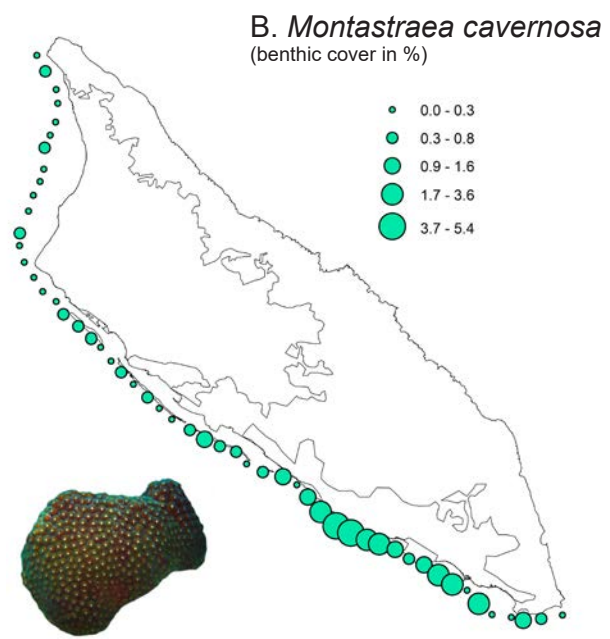 B. Montastraea cavernosa
(benthic cover in %)
0.0 - 0.3
0.3 - 0.8
0.9 - 1.6
1.7 - 3.6
3.7 - 5.4